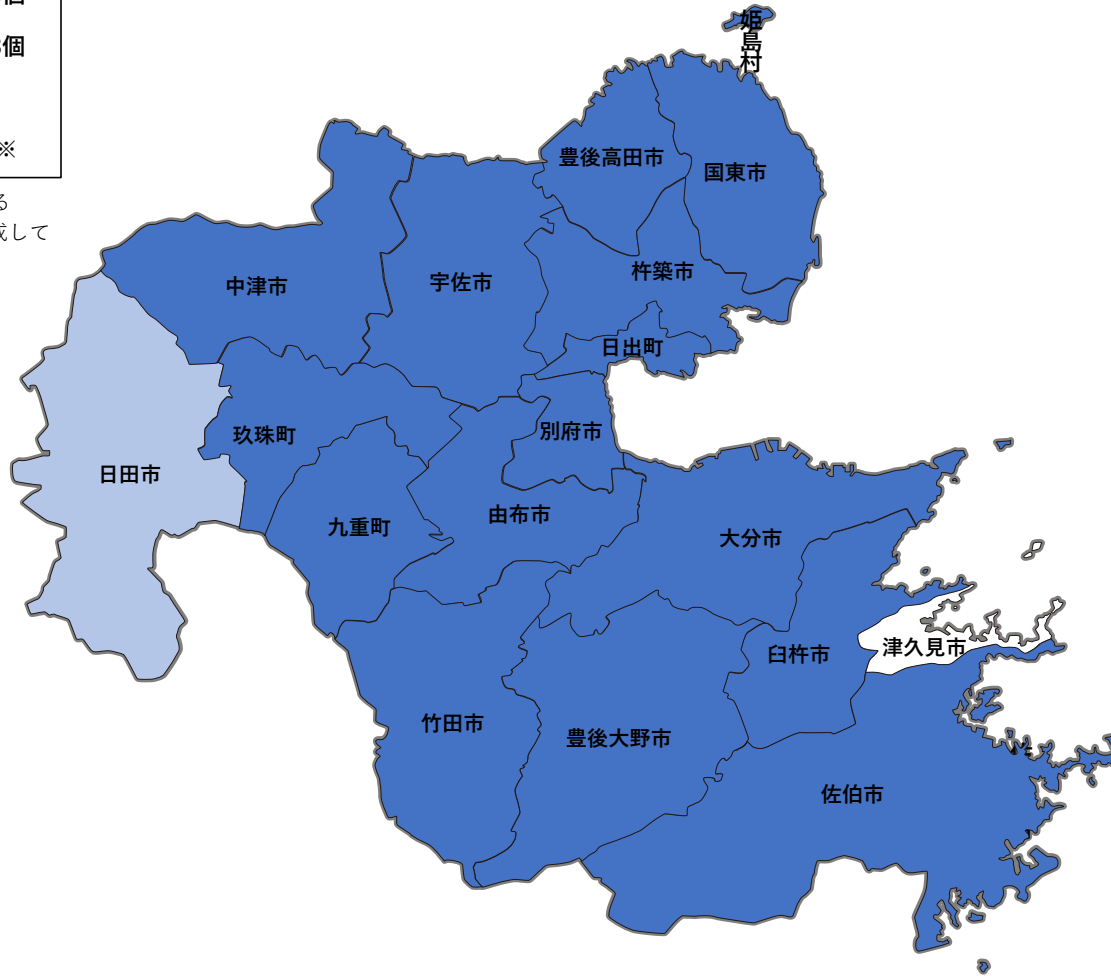 個
個
※
る
成して
姫島村
豊後高田市
国東市
中津市
宇佐市
杵築市
日出町
玖珠町
別府市
日田市
九重町
由布市
大分市
臼杵市
津久見市
竹田市
豊後大野市
佐伯市